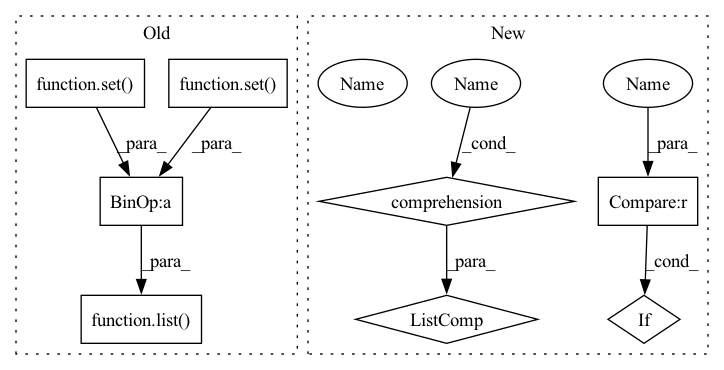 Old
New
function.set()
function.set()
Name
Name
Name
_para_
_para_
_cond_
_para_
BinOp:a
comprehension
Compare:r
_para_
_para_
_cond_
function.list()
ListComp
If